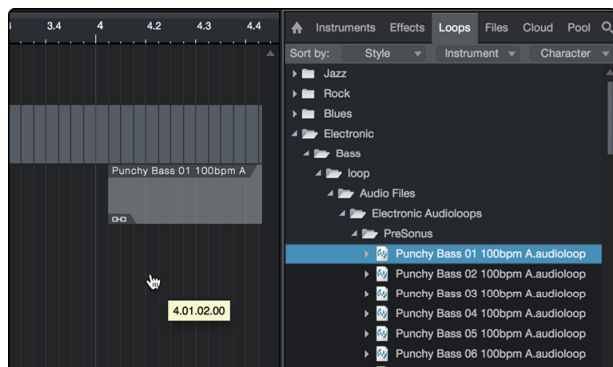 3.4 4 4.2 4.3 4.4
Punchy Bass 01 100bpm A
4.01.02.00
Instruments Effects Loops Files Cloud Pool
Sort by: Style Instrument Character
Jazz
Rock
Blues
Electronic
Bass
loop
Audio Files
Electronic Audioloops
PreSonus
Punchy Bass 01 100bpm A.audioloop
Punchy Bass 02 100bpm A.audioloop
Punchy Bass 03 100bpm A.audioloop
Punchy Bass 04 100bpm A.audioloop
Punchy Bass 05 100bpm A.audioloop
Punchy Bass 06 100bpm A.audioloop